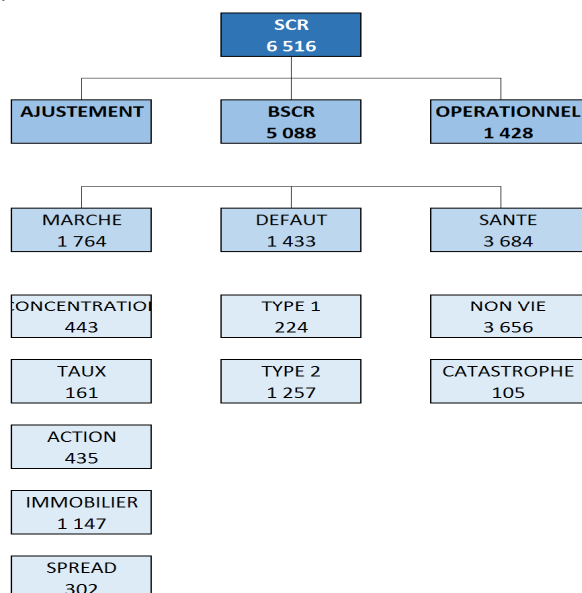 SCR
6 516
AJUSTEMENT
BSCR
5 088
OPERATIONNEL
1 428
MARCHE
1 764
DEFAUT
1 433
SANTE
3 684
CONCENTRATION
443
TYPE 1
224
NON VIE
3 656
TAUX
161
TYPE 2
1 257
CATASTROPHE
105
ACTION
435
IMMOBILIER
1 147
SPREAD
302